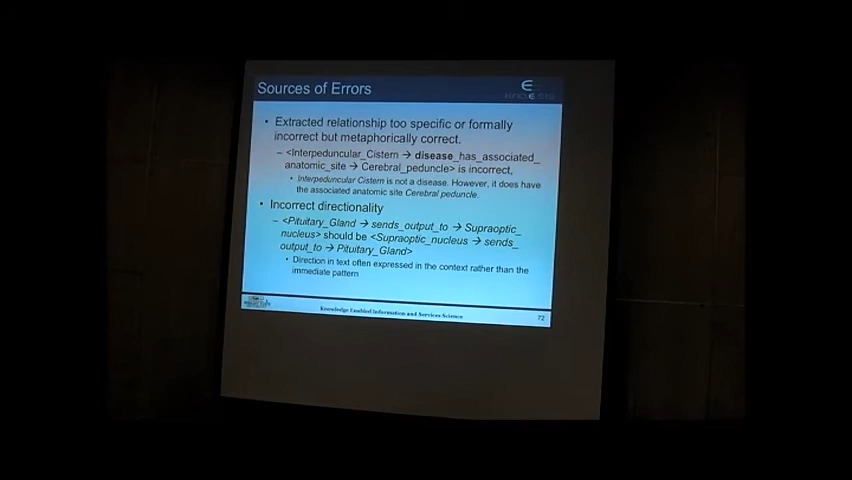 Sources of Errors
• Extracted relationship too specific or formally
incorrect but metaphorically correct.
– <Interpeduncular_Cistern → disease_has_associated_
anatomic_site → Cerebral_peduncle> is incorrect,
• Interpeduncular Cistern is not a disease. However, it does have
the associated anatomic site Cerebral peduncle.
• Incorrect directionality
– <Pituitary_Gland → sends_output_to → Supraoptic_
nucleus> should be <Supraoptic_nucleus → sends_
output_to → Pituitary_Gland>
• Direction in text often expressed in the context rather than the
immediate pattern
Knowledge Enabled Information and Services Science
72